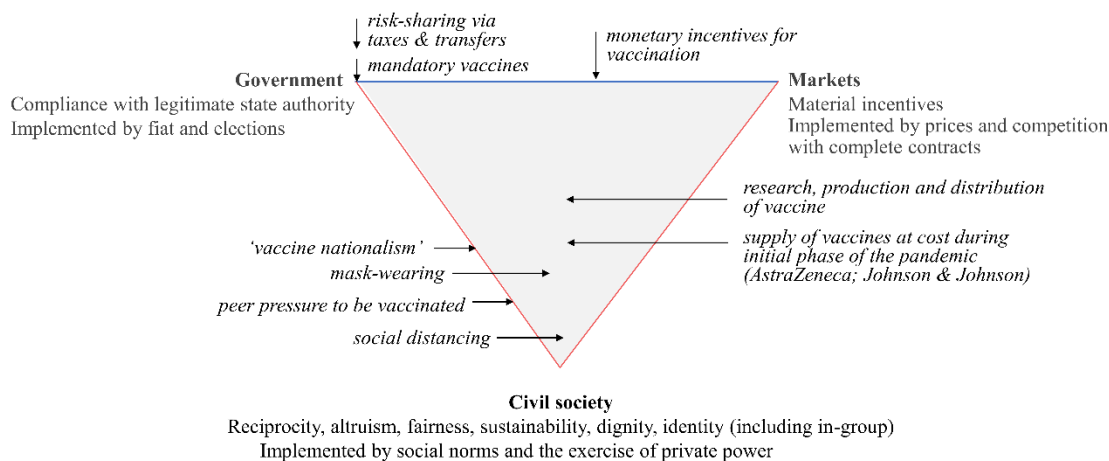 risk-sharing via
taxes & transfers
mandatory vaccines
monetary incentives for
vaccination
Government
Compliance with legitimate state authority
Implemented by fiat and elections
Markets
Material incentives
Implemented by prices and competition
with complete contracts
research, production and distribution
of vaccine
supply of vaccines at cost during
initial phase of the pandemic
(AstraZeneca; Johnson & Johnson)
‘vaccine nationalism’
mask-wearing
peer pressure to be vaccinated
social distancing
Civil society
Reciprocity, altruism, fairness, sustainability, dignity, identity (including in-group)
Implemented by social norms and the exercise of private power